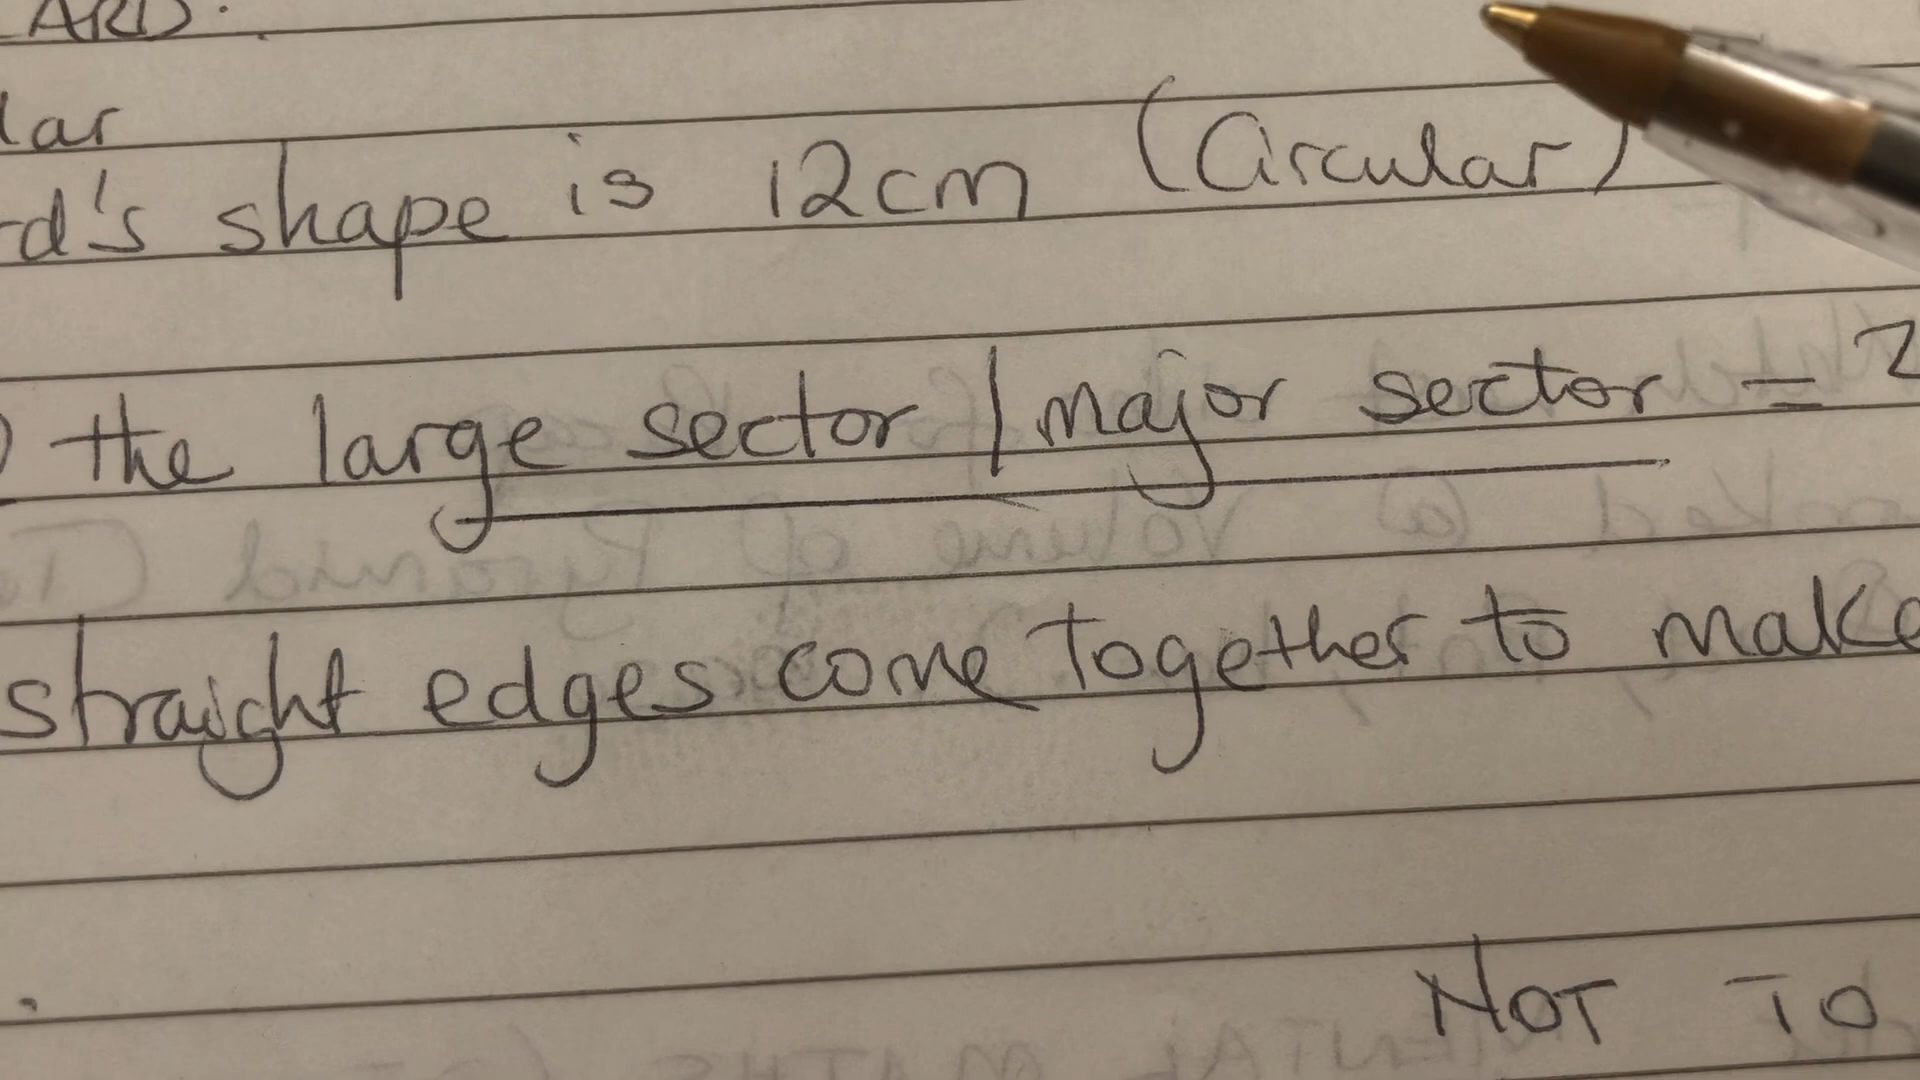 ARD.
lar
d's shape is 12cm (Circular)
the large sector / major sector = 2
straight edges come together to make
NOT TO